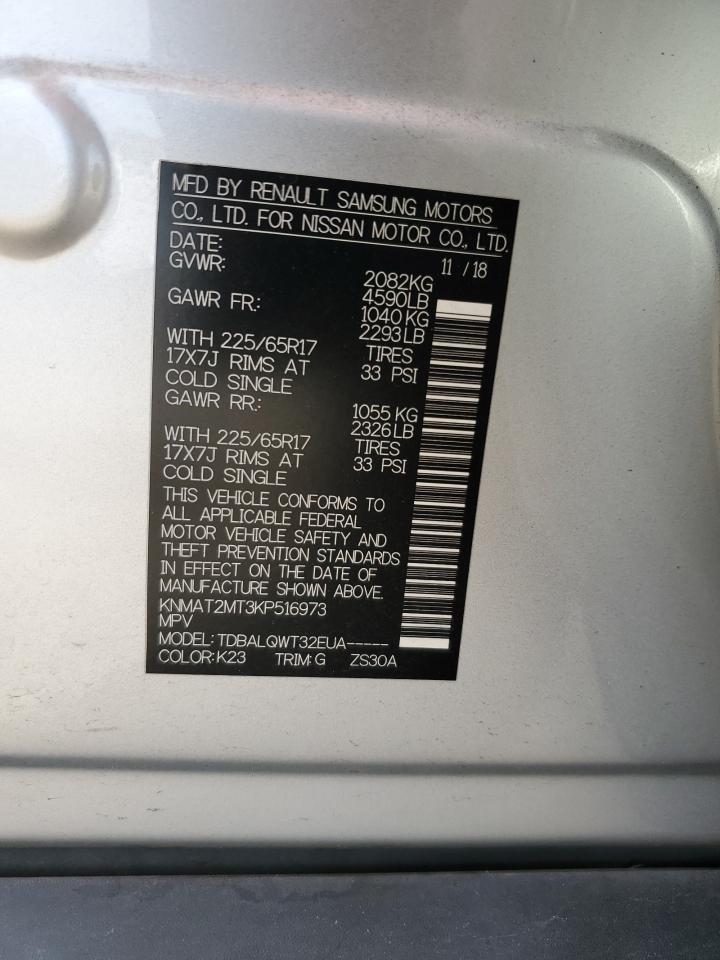 MFD BY RENAULT SAMSUNG MOTORS
CO., LTD. FOR NISSAN MOTOR CO., LTD.
DATE: 11 /18
GVWR: 2082KG
4590LB
GAWR FR: 1040KG
2293LB
WITH 225/65R17 TIRES
17X7J RIMS AT 33 PSI
COLD SINGLE
GAWR RR: 1055KG
2326LB
WITH 225/65R17 TIRES
17X7J RIMS AT 33 PSI
COLD SINGLE
THIS VEHICLE CONFORMS TO
ALL APPLICABLE FEDERAL
MOTOR VEHICLE SAFETY AND
THEFT PREVENTION STANDARDS
IN EFFECT ON THE DATE OF
MANUFACTURE SHOWN ABOVE.
KNMAT2MT3KP516973
MPV
MODEL: TDBALQWT32EUA-----
COLOR:K23 TRIM:G ZS30A